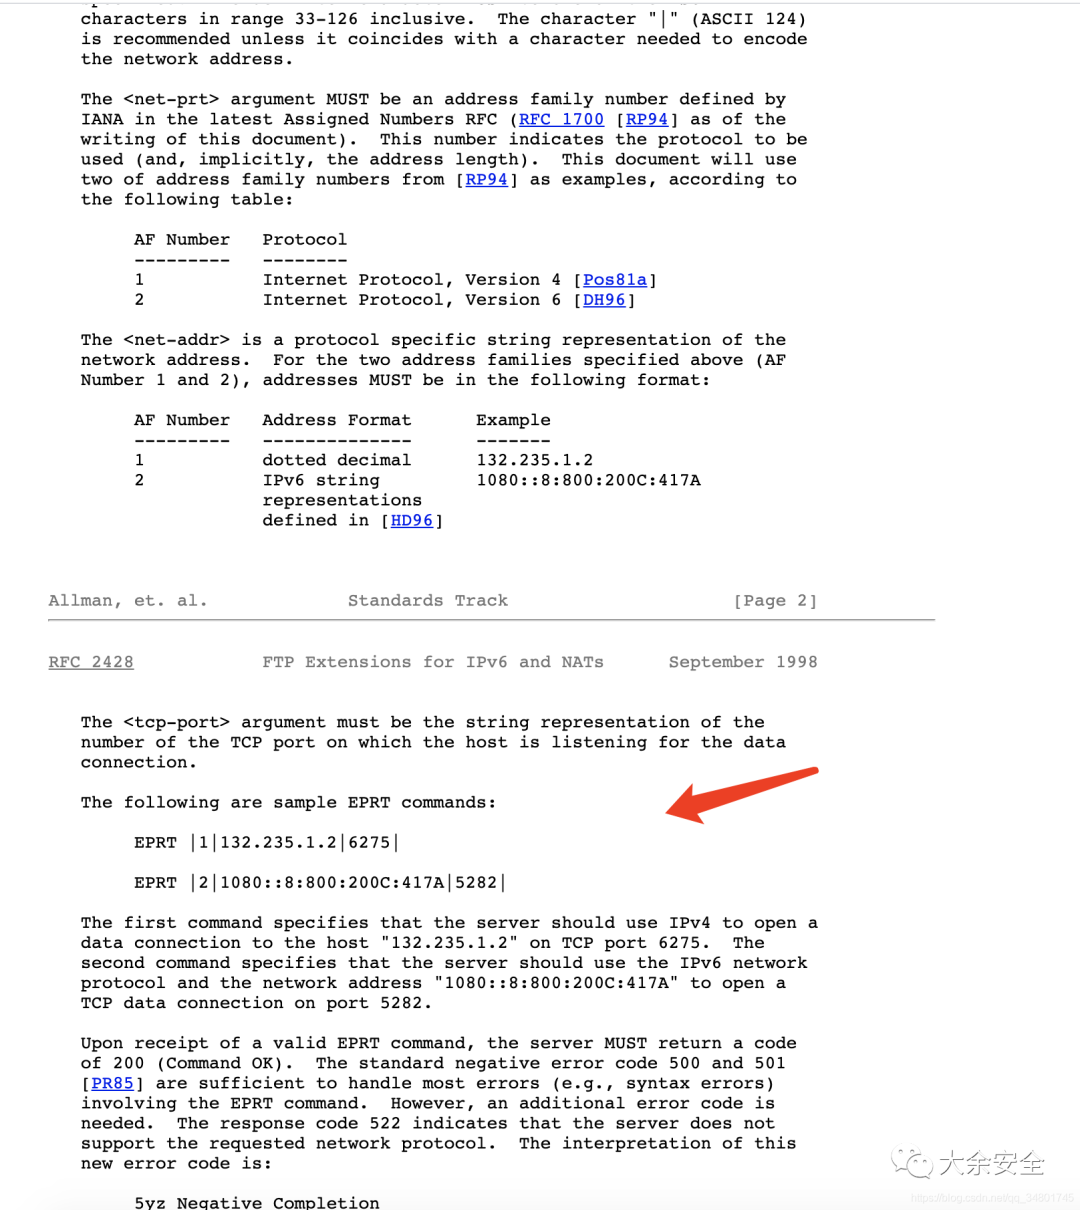 characters in range 33-126 inclusive.  The character "|" (ASCII 124)
is recommended unless it coincides with a character needed to encode
the network address.
The <net-prt> argument MUST be an address family number defined by
IANA in the latest Assigned Numbers RFC (RFC 1700 [RP94] as of the
writing of this document).  This number indicates the protocol to be
used (and, implicitly, the address length).  This document will use
two of address family numbers from [RP94] as examples, according to
the following table:
AF Number   Protocol
---------   --------
1           Internet Protocol, Version 4 [Pos81a]
2           Internet Protocol, Version 6 [DH96]
The <net-addr> is a protocol specific string representation of the
network address.  For the two address families specified above (AF
Number 1 and 2), addresses MUST be in the following format:
AF Number   Address Format      Example
---------   --------------      -------
1           dotted decimal      132.235.1.2
2           IPv6 string         1080::8:800:200C:417A
representations
defined in [HD96]
Allman, et. al.             Standards Track                     [Page 2]
RFC 2428            FTP Extensions for IPv6 and NATs      September 1998
The <tcp-port> argument must be the string representation of the
number of the TCP port on which the host is listening for the data
connection.
The following are sample EPRT commands:
EPRT |1|132.235.1.2|6275|
EPRT |2|1080::8:800:200C:417A|5282|
The first command specifies that the server should use IPv4 to open a
data connection to the host "132.235.1.2" on TCP port 6275.  The
second command specifies that the server should use the IPv6 network
protocol and the network address "1080::8:800:200C:417A" to open a
TCP data connection on port 5282.
Upon receipt of a valid EPRT command, the server MUST return a code
of 200 (Command OK).  The standard negative error code 500 and 501
[PR85] are sufficient to handle most errors (e.g., syntax errors)
involving the EPRT command.  However, an additional error code is
needed.  The response code 522 indicates that the server does not
support the requested network protocol.  The interpretation of this
new error code is:
大余安全
https://blog.csdn.net/qq_34801745
5yz Negative Completion